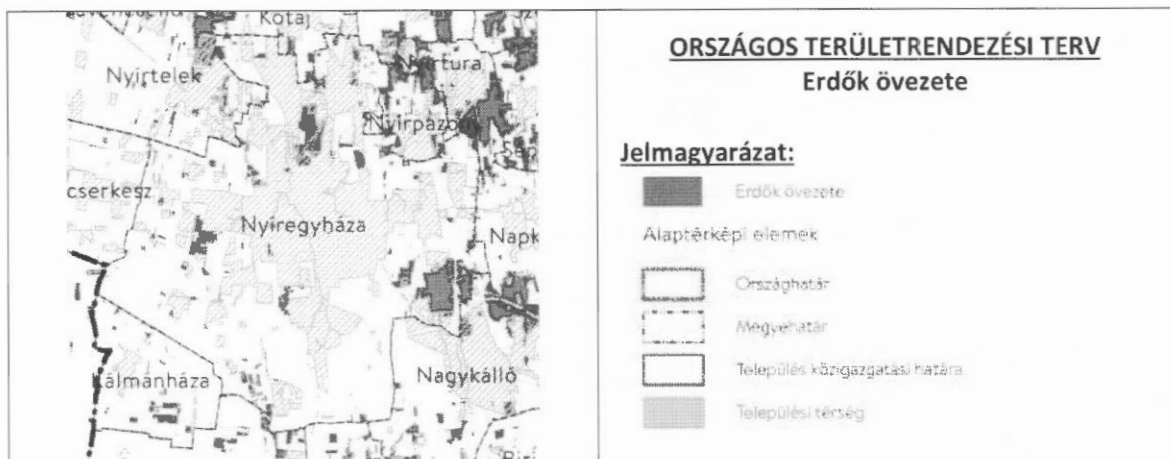 Kótaj
Nyírtelek
Nyírtura
Nyírpazony
cserkesz
Nyíregyháza
Napk
Kálmánháza
Nagykálló
ORSZÁGOS TERÜLETRENDEZÉSI TERV
Erdők övezete
Jelmagyarázat:
Erdők övezete
Alaptérképi elemek
Országhatár
Megyehatár
Település közigazgatási határa
Települési térség